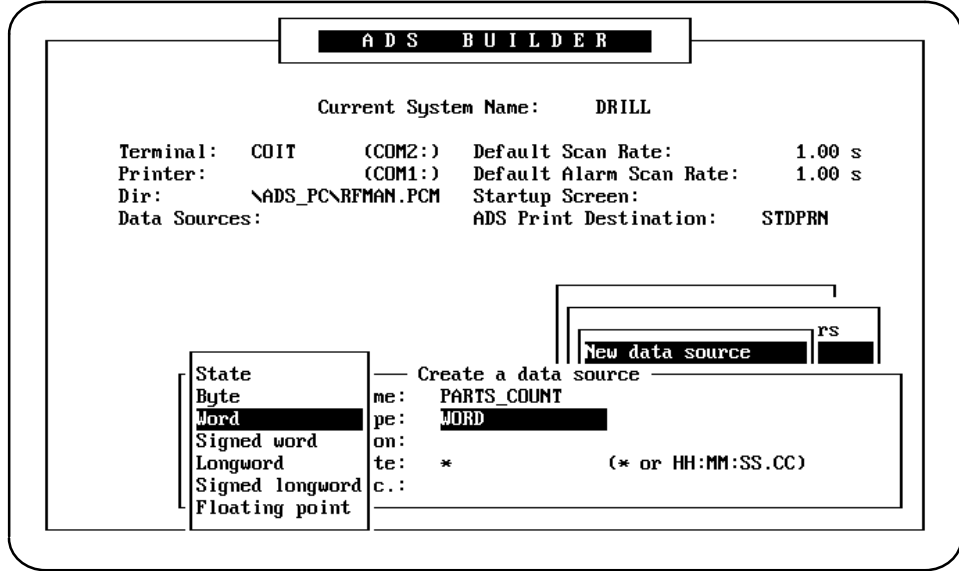 ADS BUILDER
Current System Name: DRILL
Terminal: COIT (COM2:) Default Scan Rate: 1.00 s
Printer: (COM1:) Default Alarm Scan Rate: 1.00 s
Dir: \ADS_PC\RFMAN.PCM Startup Screen:
Data Sources: ADS Print Destination: STDPRN
rs
New data source
State Create a data source
Byte me: PARTS_COUNT
Word pe: WORD
Signed word on:
Longword te: * (* or HH:MM:SS.CC)
Signed longword c.:
Floating point